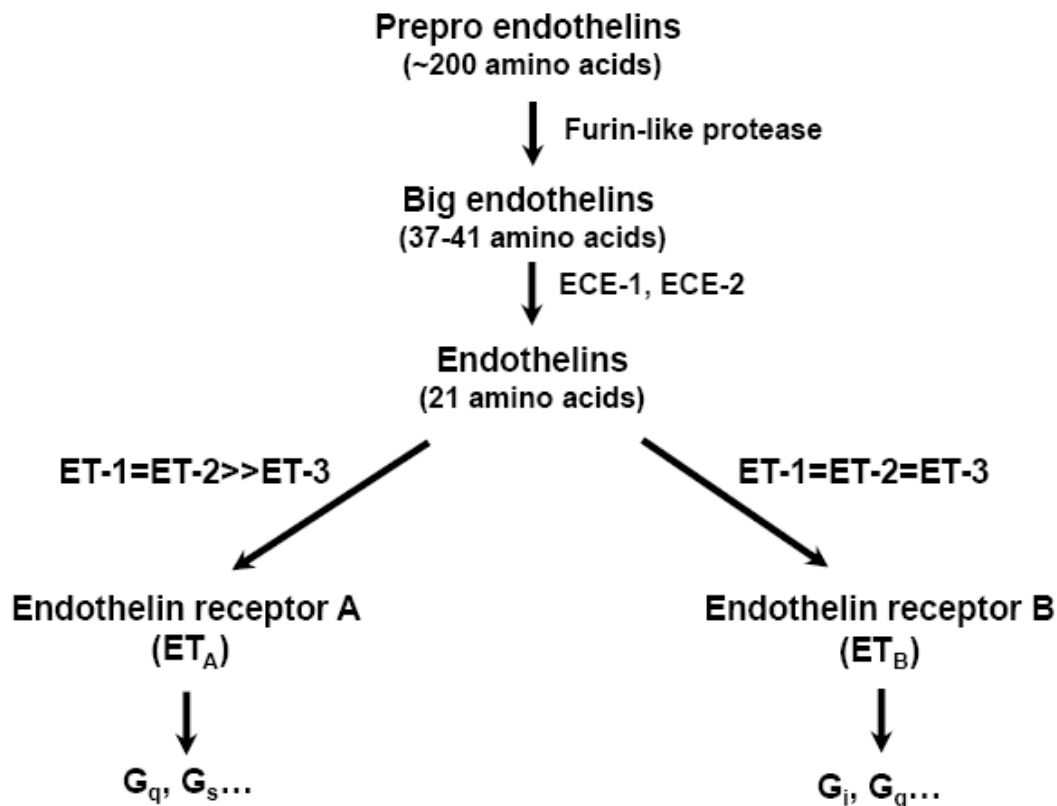 Prepro endothelins
(~200 amino acids)
Furin-like protease
Big endothelins
(37-41 amino acids)
ECE-1, ECE-2
Endothelins
(21 amino acids)
ET-1=ET-2>>ET-3
ET-1=ET-2=ET-3
Endothelin receptor A
(ETA)
Endothelin receptor B
(ETB)
Gq, Gs...
Gi, Gq...